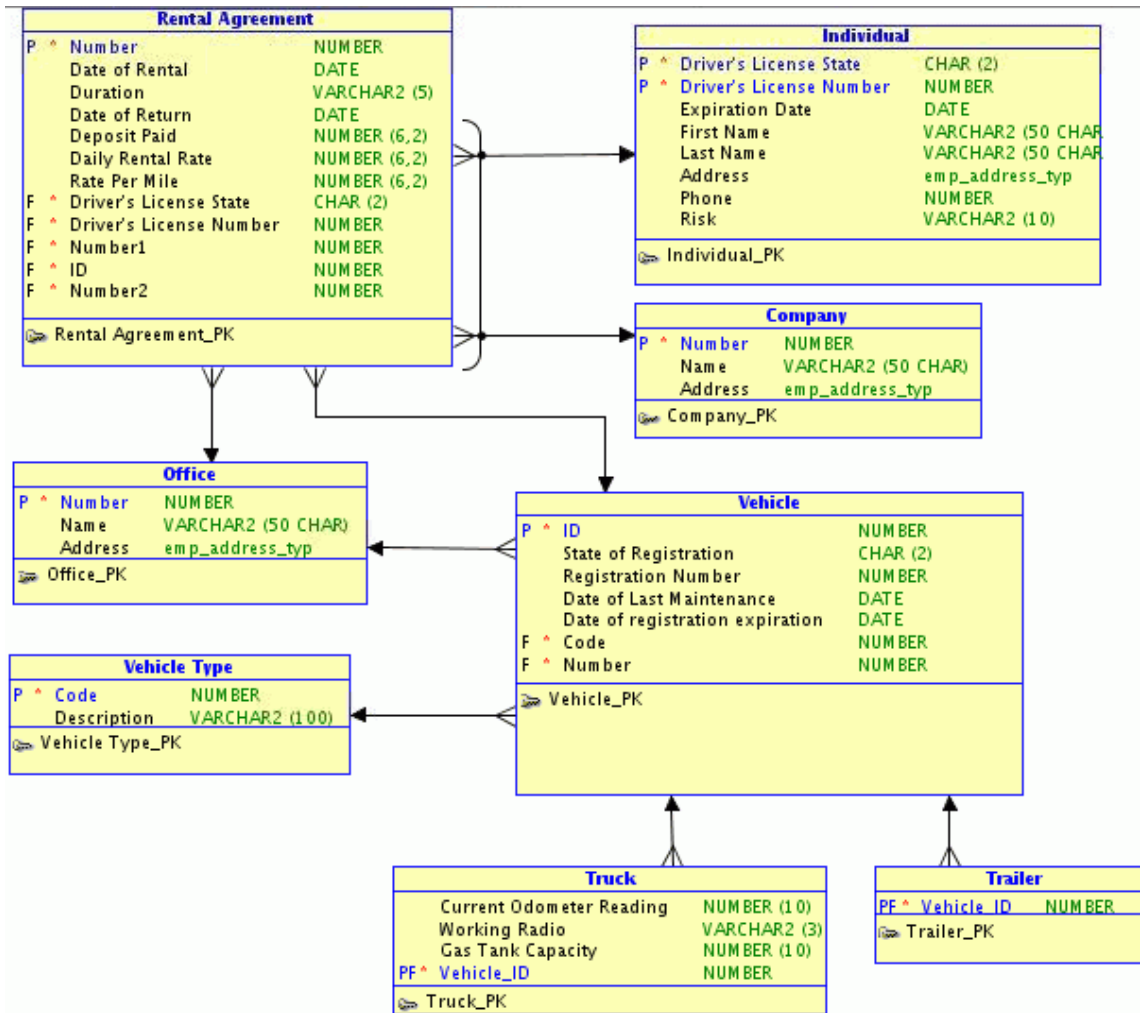 Rental Agreement
P * Number NUMBER
Date of Rental DATE
Duration VARCHAR2 (5)
Date of Return DATE
Deposit Paid NUMBER (6,2)
Daily Rental Rate NUMBER (6,2)
Rate Per Mile NUMBER (6,2)
F * Driver's License State CHAR (2)
F * Driver's License Number NUMBER
F * Number1 NUMBER
F * ID NUMBER
F * Number2 NUMBER
Rental Agreement_PK
Individual
P * Driver's License State CHAR (2)
P * Driver's License Number NUMBER
Expiration Date DATE
First Name VARCHAR2 (50 CHAR
Last Name VARCHAR2 (50 CHAR
Address emp_address_typ
Phone NUMBER
Risk VARCHAR2 (10)
Individual_PK
Company
P * Number NUMBER
Name VARCHAR2 (50 CHAR)
Address emp_address_typ
Company_PK
Office
P * Number NUMBER
Name VARCHAR2 (50 CHAR)
Address emp_address_typ
Office_PK
Vehicle
P * ID NUMBER
State of Registration CHAR (2)
Registration Number NUMBER
Date of Last Maintenance DATE
Date of registration expiration DATE
F * Code NUMBER
F * Number NUMBER
Vehicle_PK
Vehicle Type
P * Code NUMBER
Description VARCHAR2 (100)
Vehicle Type_PK
Truck
Current Odometer Reading NUMBER (10)
Working Radio VARCHAR2 (3)
Gas Tank Capacity NUMBER (10)
PF* Vehicle_ID NUMBER
Truck_PK
Trailer
PF* Vehicle_ID NUMBER
Trailer_PK